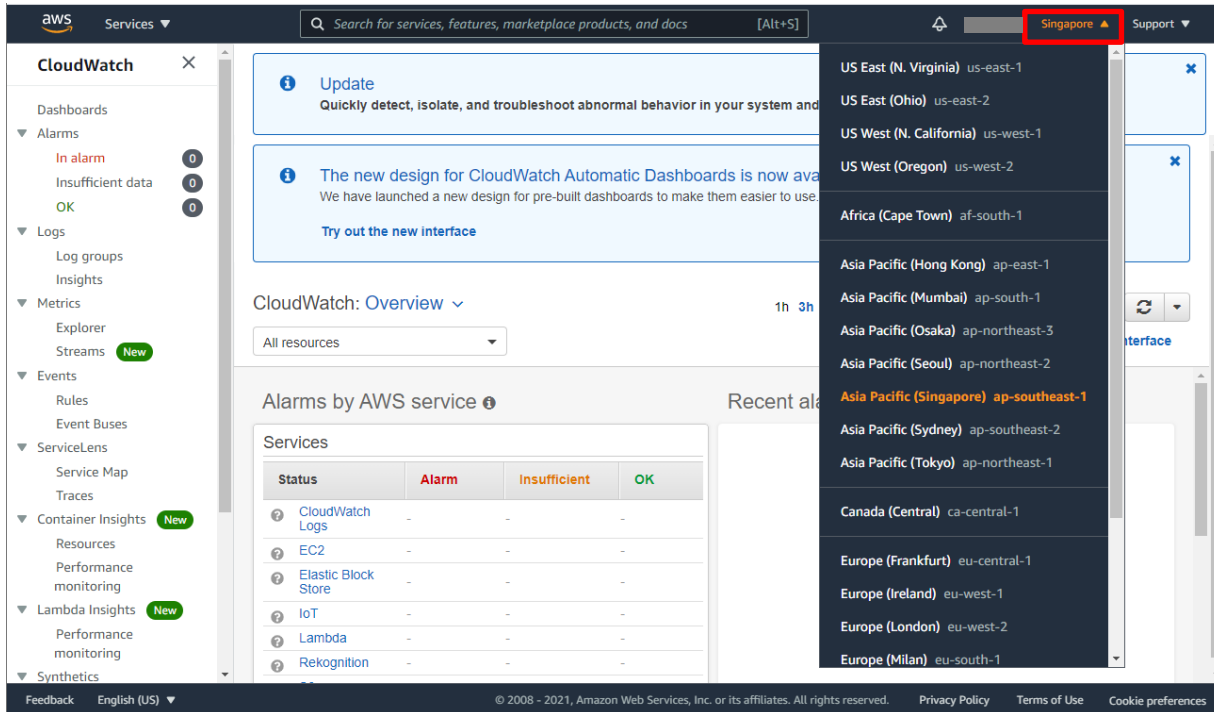 aws
Services ▼
Search for services, features, marketplace products, and docs [Alt+S]
Singapore ▲
Support ▼
CloudWatch ×
Dashboards
▼ Alarms
In alarm 0
Insufficient data 0
OK 0
▼ Logs
Log groups
Insights
▼ Metrics
Explorer
Streams New
▼ Events
Rules
Event Buses
▼ ServiceLens
Service Map
Traces
▼ Container Insights New
Resources
Performance
monitoring
▼ Lambda Insights New
Performance
monitoring
▼ Synthetics
Update
Quickly detect, isolate, and troubleshoot abnormal behavior in your system and
The new design for CloudWatch Automatic Dashboards is now ava
We have launched a new design for pre-built dashboards to make them easier to use.
Try out the new interface
CloudWatch: Overview
1h 3h
All resources
nterface
Alarms by AWS service
Recent ala
Services
Status Alarm Insufficient OK
CloudWatch
Logs - - -
EC2 - - -
Elastic Block
Store - - -
IoT - - -
Lambda - - -
Rekognition - - -
US East (N. Virginia) us-east-1
US East (Ohio) us-east-2
US West (N. California) us-west-1
US West (Oregon) us-west-2
Africa (Cape Town) af-south-1
Asia Pacific (Hong Kong) ap-east-1
Asia Pacific (Mumbai) ap-south-1
Asia Pacific (Osaka) ap-northeast-3
Asia Pacific (Seoul) ap-northeast-2
Asia Pacific (Singapore) ap-southeast-1
Asia Pacific (Sydney) ap-southeast-2
Asia Pacific (Tokyo) ap-northeast-1
Canada (Central) ca-central-1
Europe (Frankfurt) eu-central-1
Europe (Ireland) eu-west-1
Europe (London) eu-west-2
Europe (Milan) eu-south-1
Feedback English (US) ▼
© 2008 - 2021, Amazon Web Services, Inc. or its affiliates. All rights reserved. Privacy Policy Terms of Use Cookie preferences